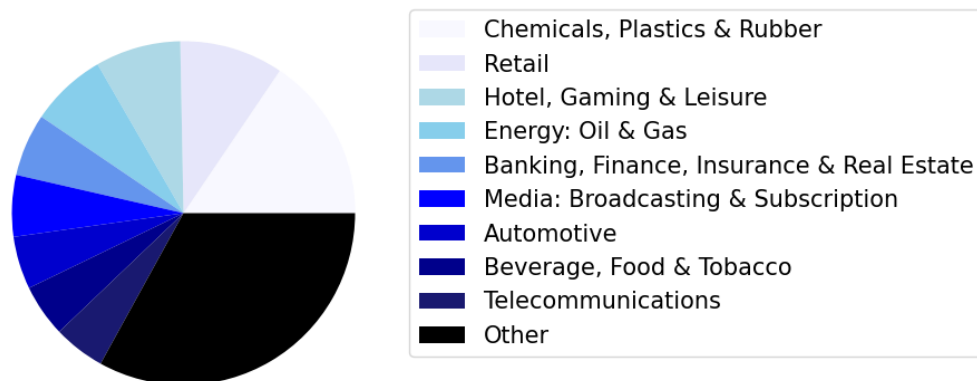 Chemicals, Plastics & Rubber
Retail
Hotel, Gaming & Leisure
Energy: Oil & Gas
Banking, Finance, Insurance & Real Estate
Media: Broadcasting & Subscription
Automotive
Beverage, Food & Tobacco
Telecommunications
Other